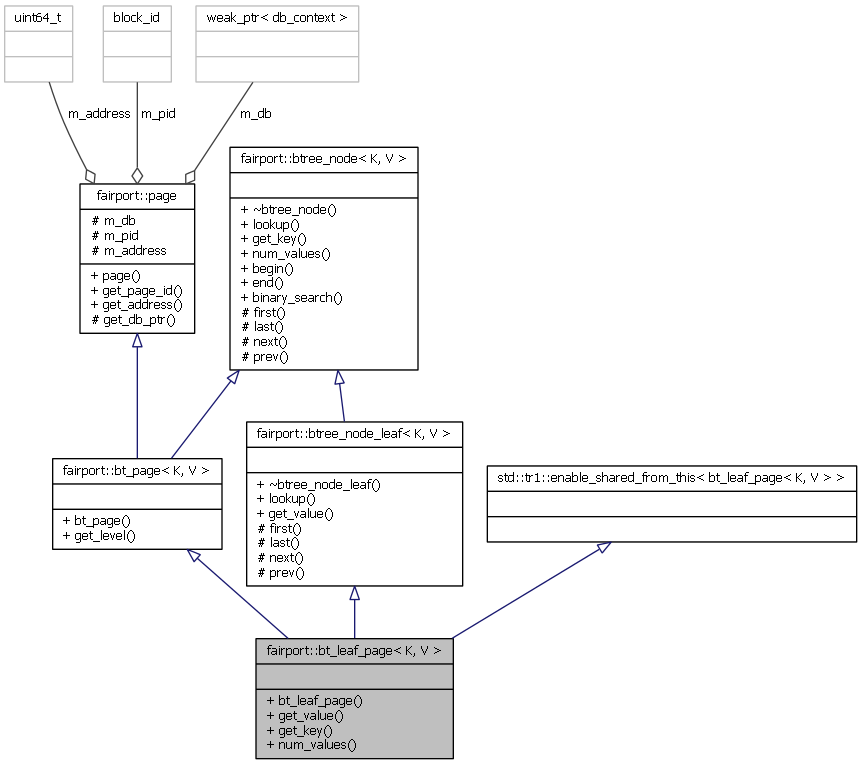 uint64_t
block_id
weak_ptr< db_context >
m_address
m_pid
m_db
fairport::page
# m_db
# m_pid
# m_address
+ page()
+ get_page_id()
+ get_address()
# get_db_ptr()
fairport::btree_node< K, V >
+ ~btree_node()
+ lookup()
+ get_key()
+ num_values()
+ begin()
+ end()
+ binary_search()
# first()
# last()
# next()
# prev()
fairport::bt_page< K, V >
+ bt_page()
+ get_level()
fairport::btree_node_leaf< K, V >
+ ~btree_node_leaf()
+ lookup()
+ get_value()
# first()
# last()
# next()
# prev()
std::tr1::enable_shared_from_this< bt_leaf_page< K, V > >
fairport::bt_leaf_page< K, V >
+ bt_leaf_page()
+ get_value()
+ get_key()
+ num_values()